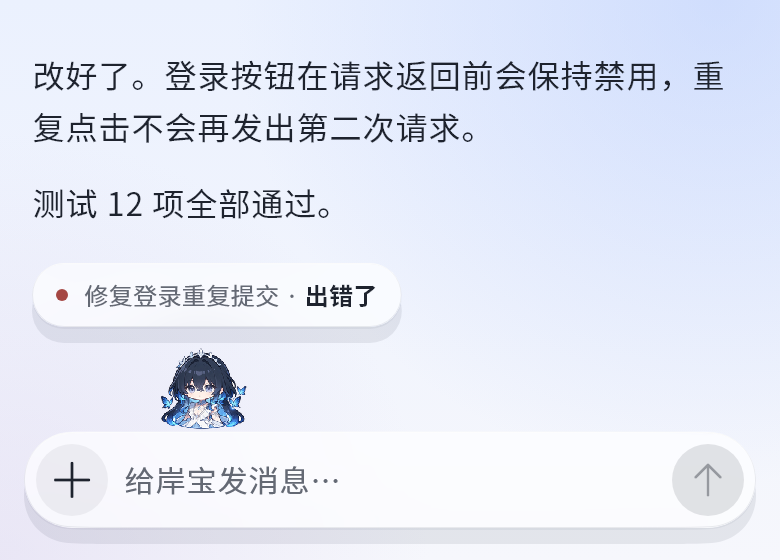 改好了。登录按钮在请求返回前会保持禁用，重
复点击不会再发出第二次请求。
测试 12 项全部通过。
修复登录重复提交 · 出错了
给岸宝发消息…